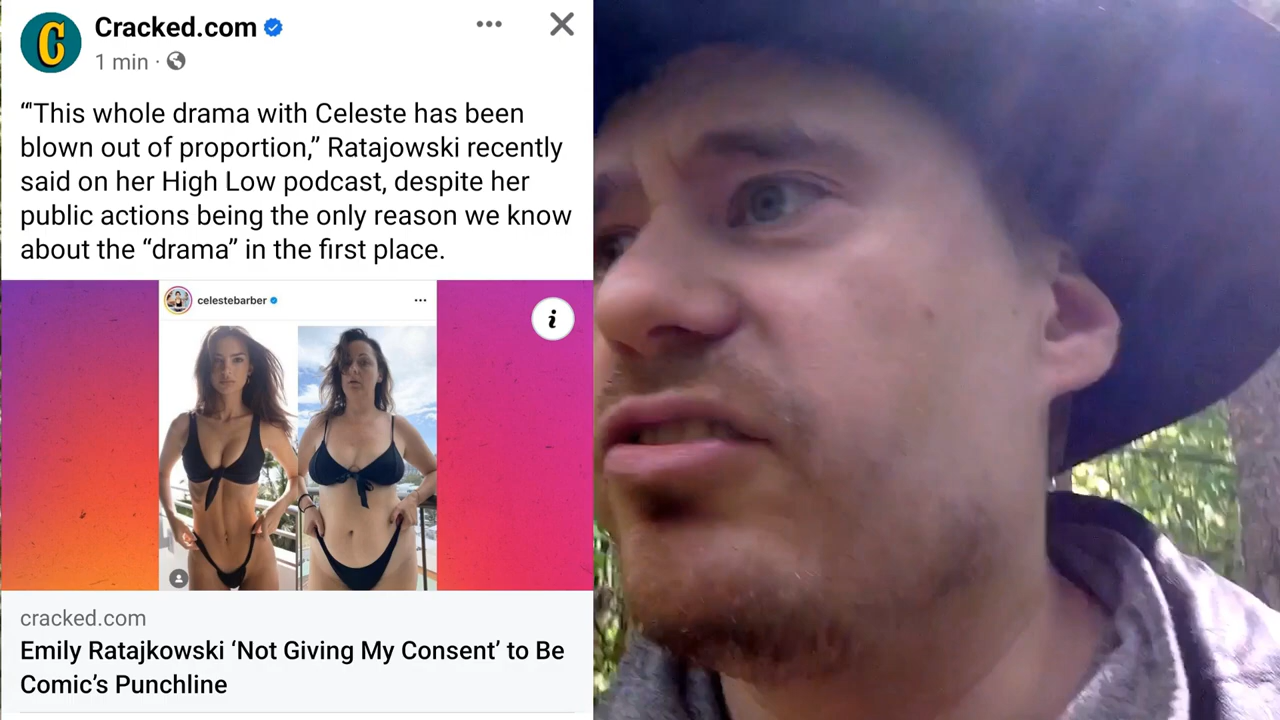 Cracked.com
1 min ·
“‘This whole drama with Celeste has been
blown out of proportion,” Ratajowski recently
said on her High Low podcast, despite her
public actions being the only reason we know
about the “drama” in the first place.
celestebarber
cracked.com
Emily Ratajkowski ‘Not Giving My Consent’ to Be
Comic’s Punchline